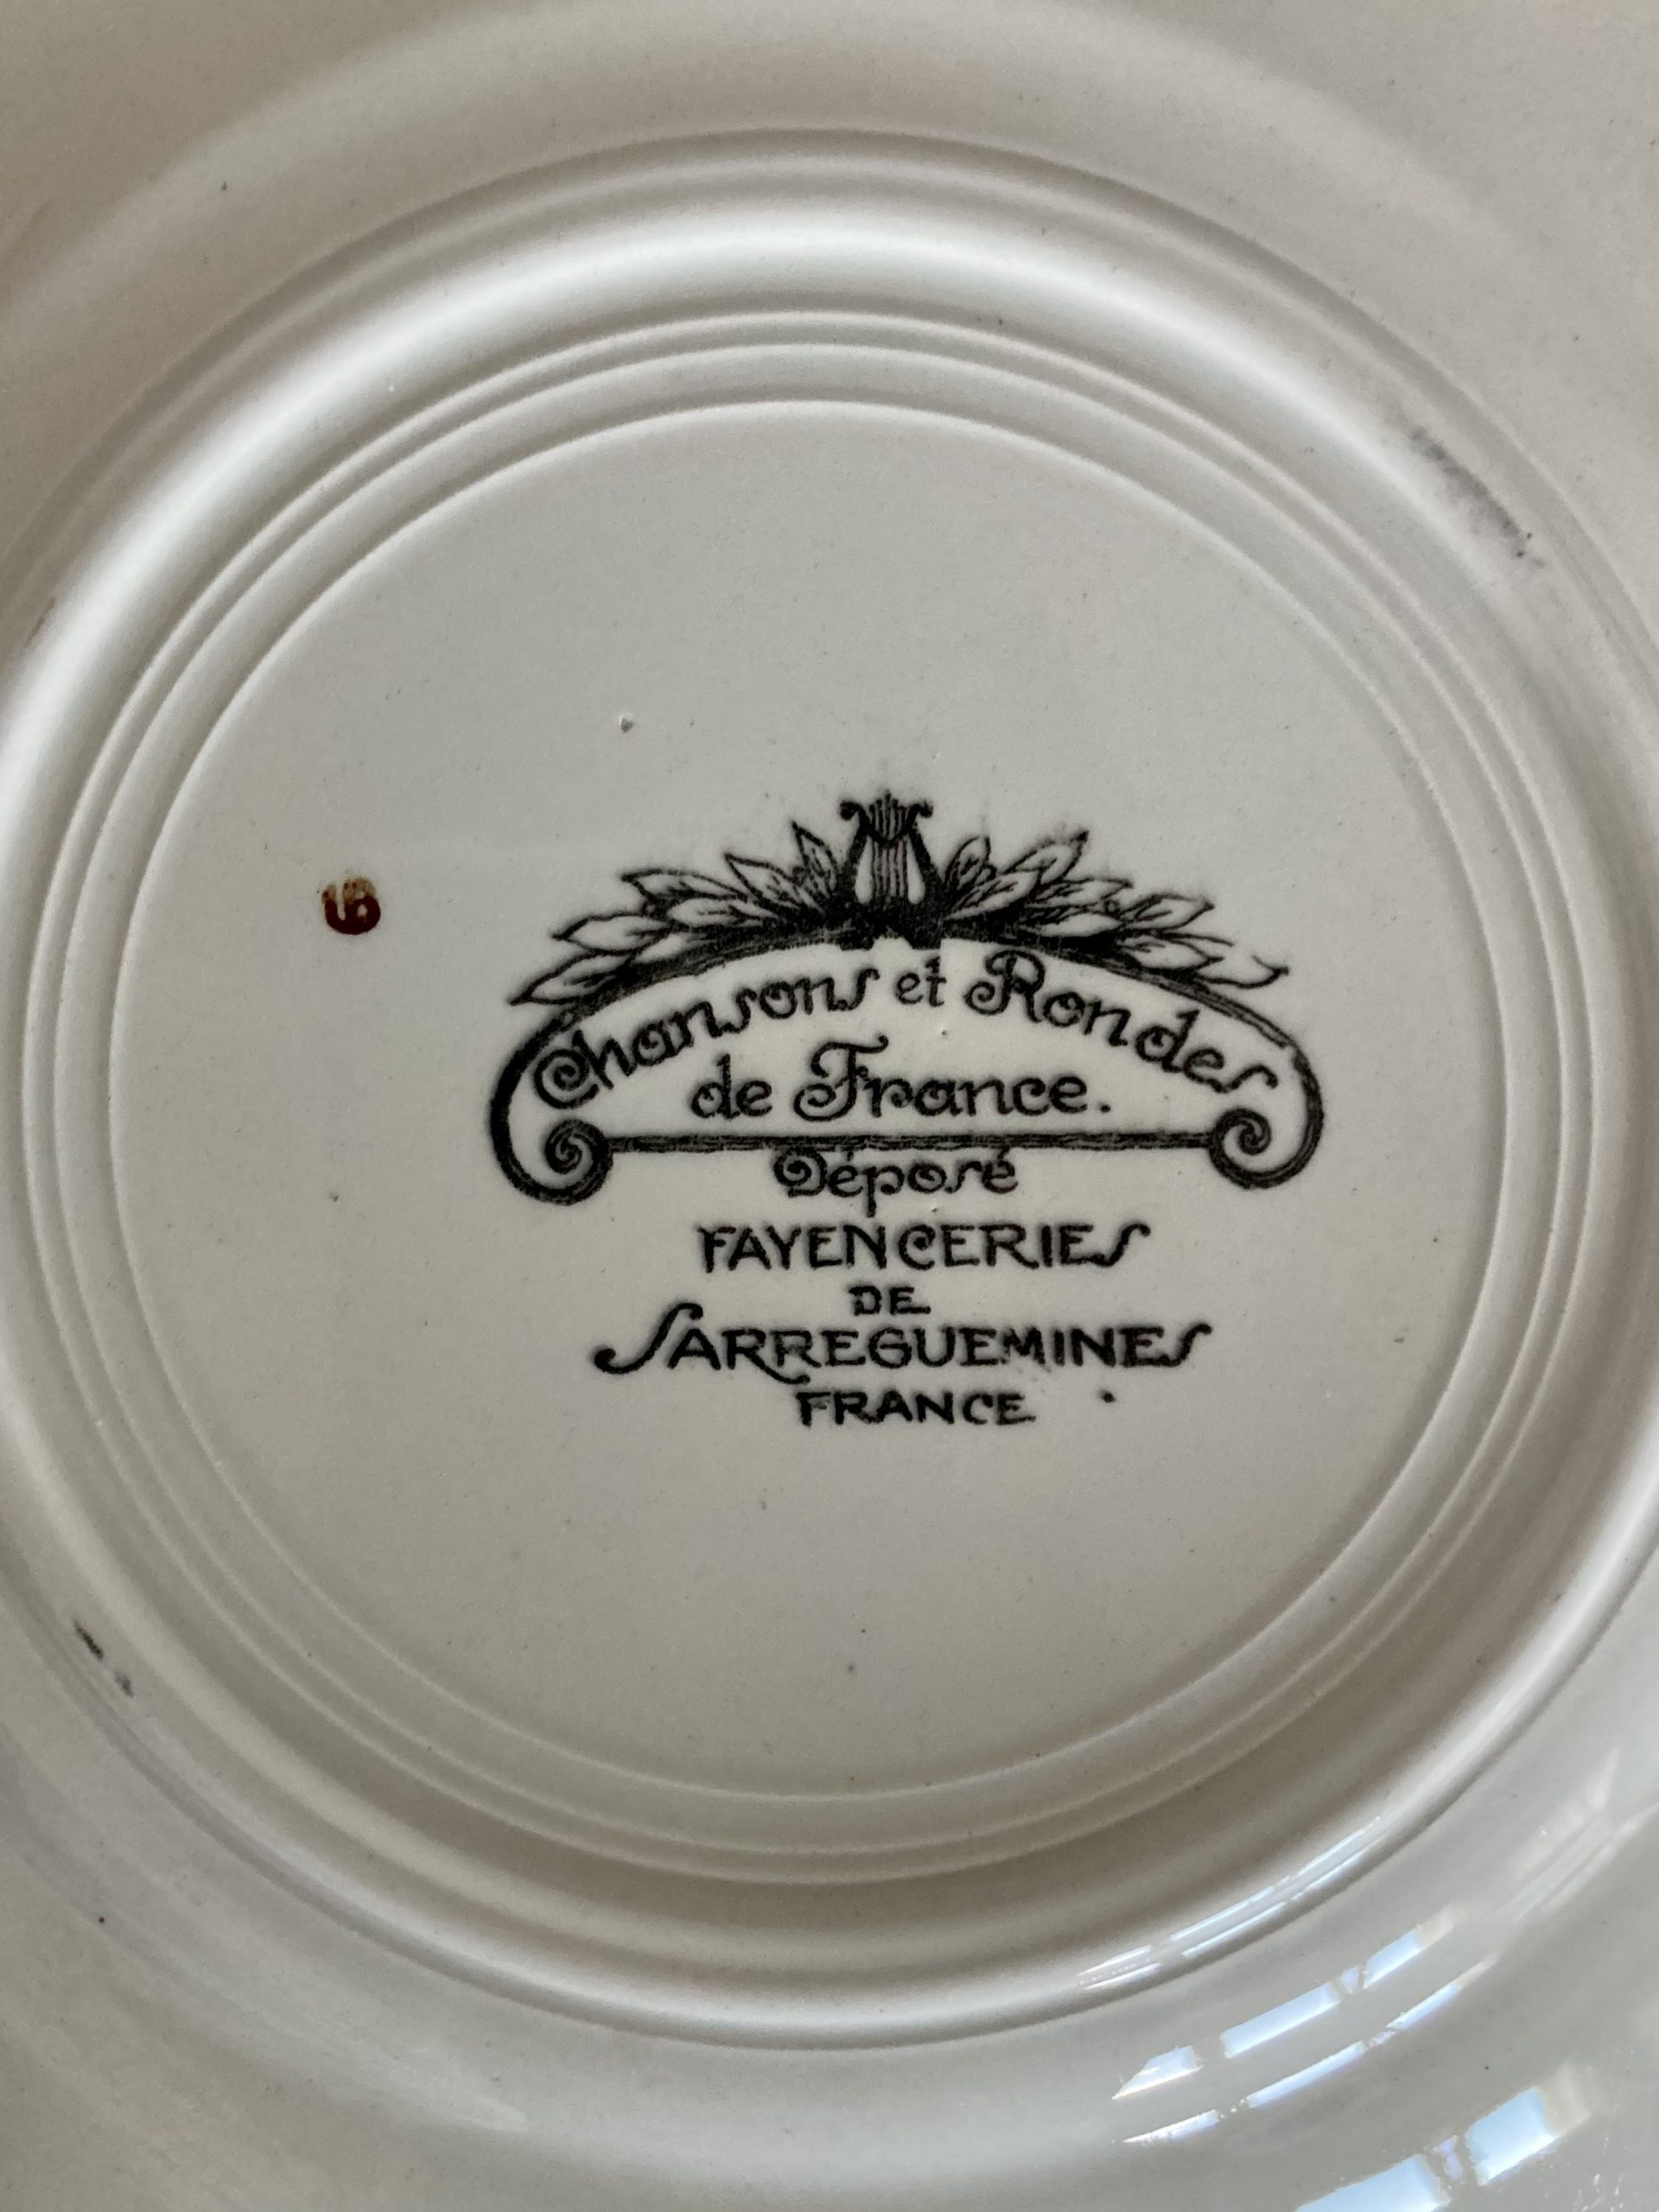 Chansons et Rondes
de France.
Déposé
FAYENCERIES
DE
SARREGUEMINES
FRANCE